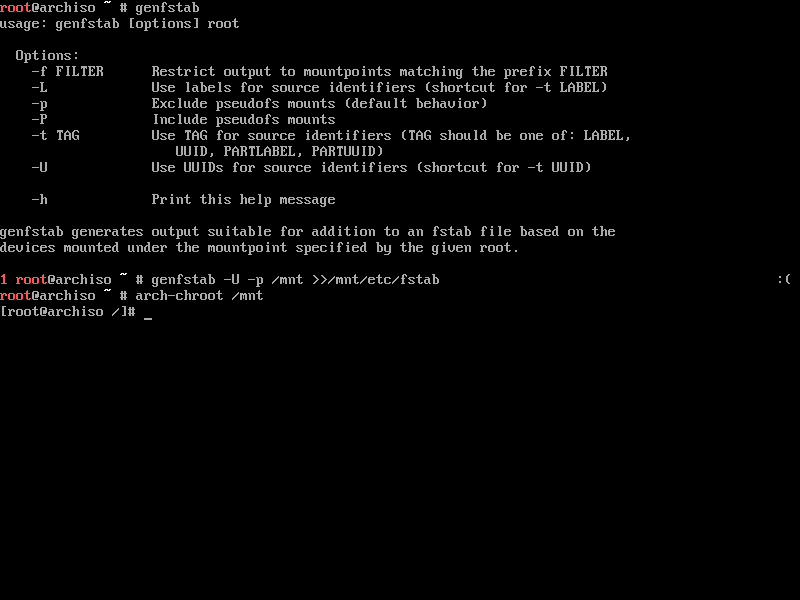 root@archiso ~ # genfstab
usage: genfstab [options] root
Options:
-f FILTER      Restrict output to mountpoints matching the prefix FILTER
-L             Use labels for source identifiers (shortcut for -t LABEL)
-p             Exclude pseudofs mounts (default behavior)
-P             Include pseudofs mounts
-t TAG         Use TAG for source identifiers (TAG should be one of: LABEL,
UUID, PARTLABEL, PARTUUID)
-U             Use UUIDs for source identifiers (shortcut for -t UUID)
-h             Print this help message
genfstab generates output suitable for addition to an fstab file based on the
devices mounted under the mountpoint specified by the given root.
1 root@archiso ~ # genfstab -U -p /mnt >>/mnt/etc/fstab :(
root@archiso ~ # arch-chroot /mnt
[root@archiso /]# _